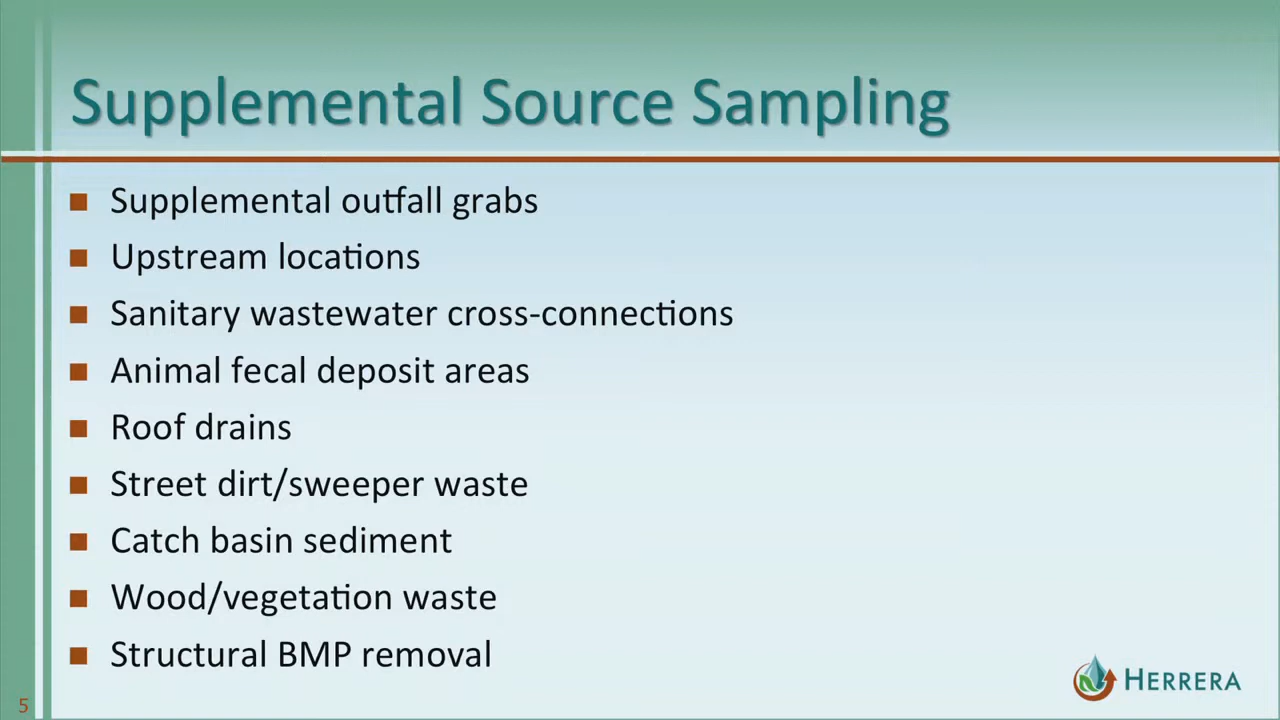 Supplemental Source Sampling
Supplemental outfall grabs
Upstream locations
Sanitary wastewater cross-connections
Animal fecal deposit areas
Roof drains
Street dirt/sweeper waste
Catch basin sediment
Wood/vegetation waste
Structural BMP removal
HERRERA
5